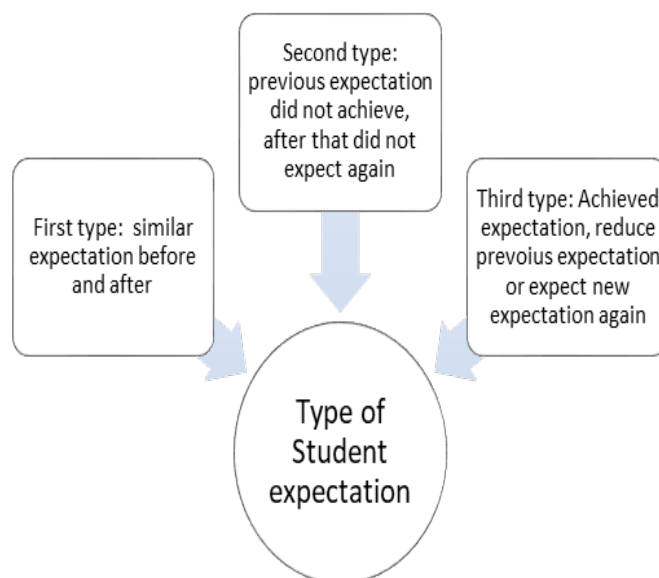 Second type:
previous expectation
did not achieve,
after that did not
expect again
First type:  similar
expectation before
and after
Third type: Achieved
expectation, reduce
prevoius expectation
or expect new
expectation again
Type of
Student
expectation